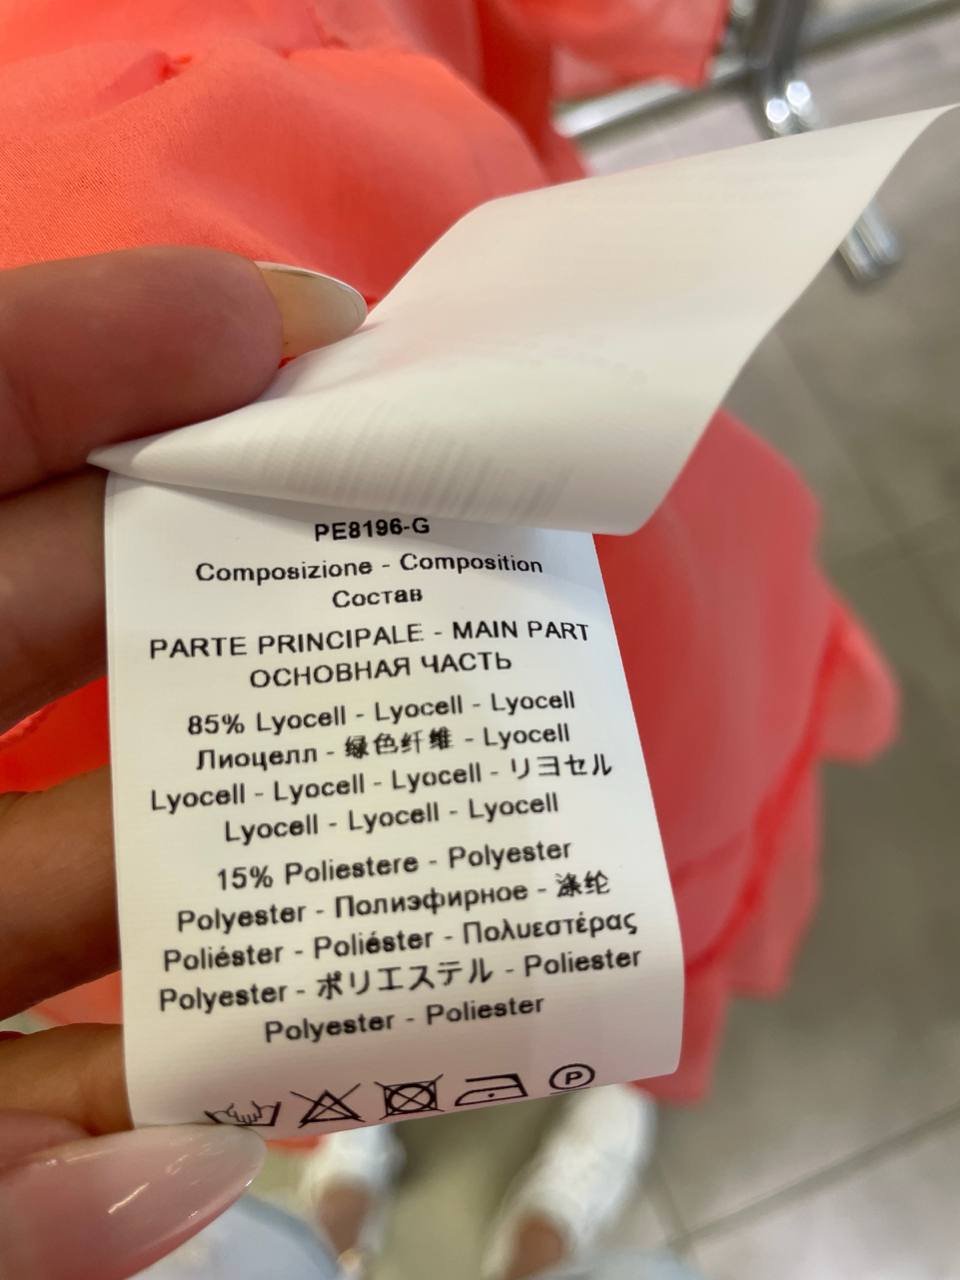 PE8196-G
Composizione - Composition
Состав
PARTE PRINCIPALE - MAIN PART
ОСНОВНАЯ ЧАСТЬ
85% Lyocell - Lyocell - Lyocell
Лиоцелл - 绿色纤维 - Lyocell
Lyocell - Lyocell - Lyocell - リヨセル
Lyocell - Lyocell - Lyocell
15% Poliestere - Polyester
Polyester - Полиэфирное - 涤纶
Poliéster - Poliéster - Πολυεστέρας
Polyester - ポリエステル - Poliester
Polyester - Poliester
P